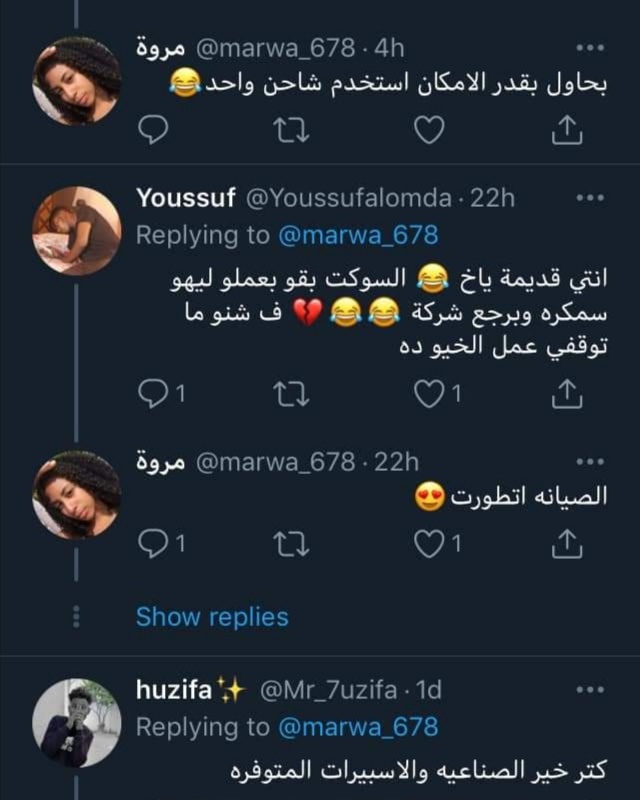 مروة @marwa_678 · 4h
بحاول بقدر الامكان استخدم شاحن واحد😂
Youssuf @Youssufalomda · 22h
Replying to @marwa_678
انتي قديمة ياخ 😂 السوكت بقو بعملو ليهو
سمكره وبرجع شركة 😂😂💔 ف شنو ما
توقفي عمل الخيو ده
1 1
مروة @marwa_678 · 22h
الصيانه اتطورت😍
1 1
Show replies
huzifa✨ @Mr_7uzifa · 1d
Replying to @marwa_678
كتر خير الصناعيه والاسبيرات المتوفره